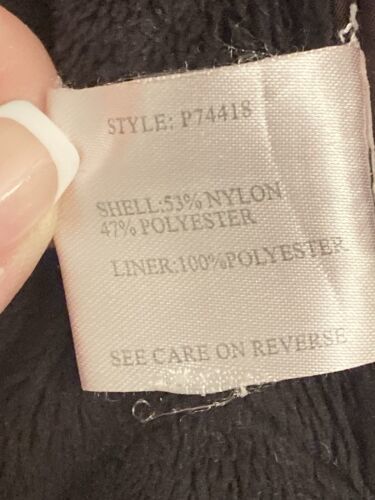 STYLE: P74418
SHELL:53% NYLON
47% POLYESTER
LINER:100%POLYESTER
SEE CARE ON REVERSE